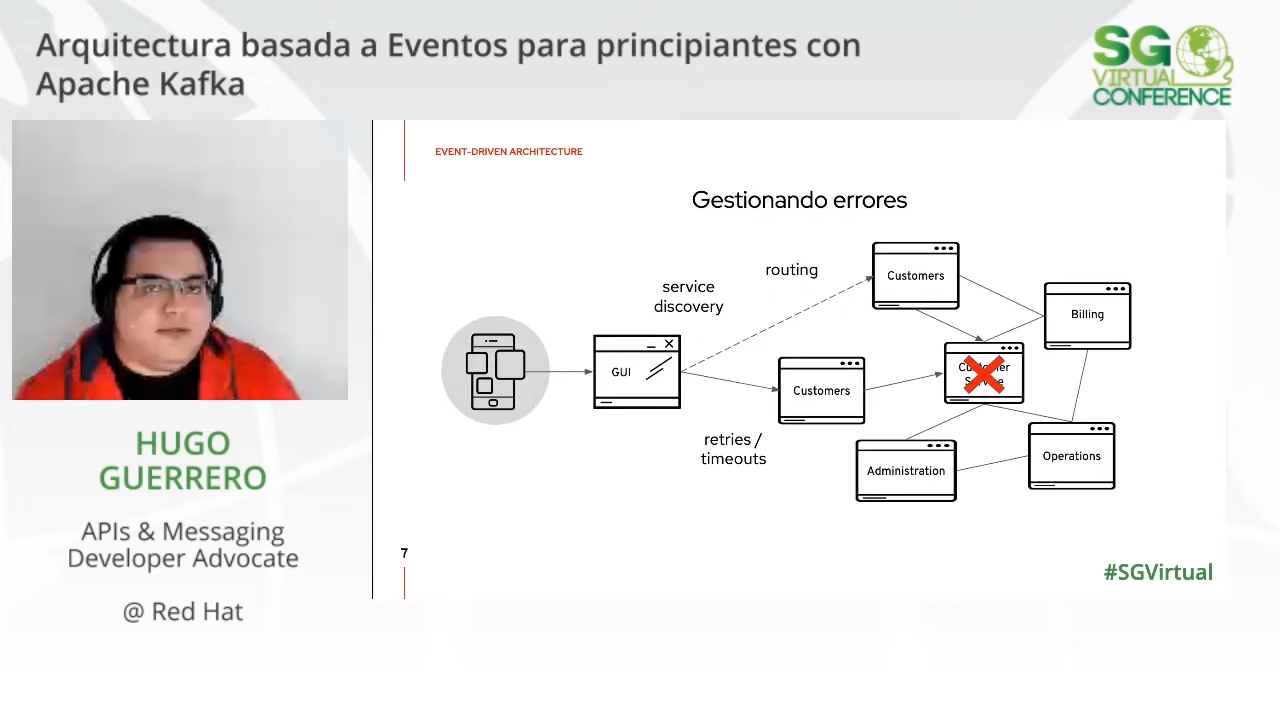 Arquitectura basada a Eventos para principiantes con
Apache Kafka
SG
VIRTUAL
CONFERENCE
EVENT-DRIVEN ARCHITECTURE
Gestionando errores
routing
service
discovery
Customers
Billing
GUI
Customers
retries /
timeouts
Administration
Operations
7
#SGVirtual
HUGO
GUERRERO
APIs & Messaging
Developer Advocate
@ Red Hat